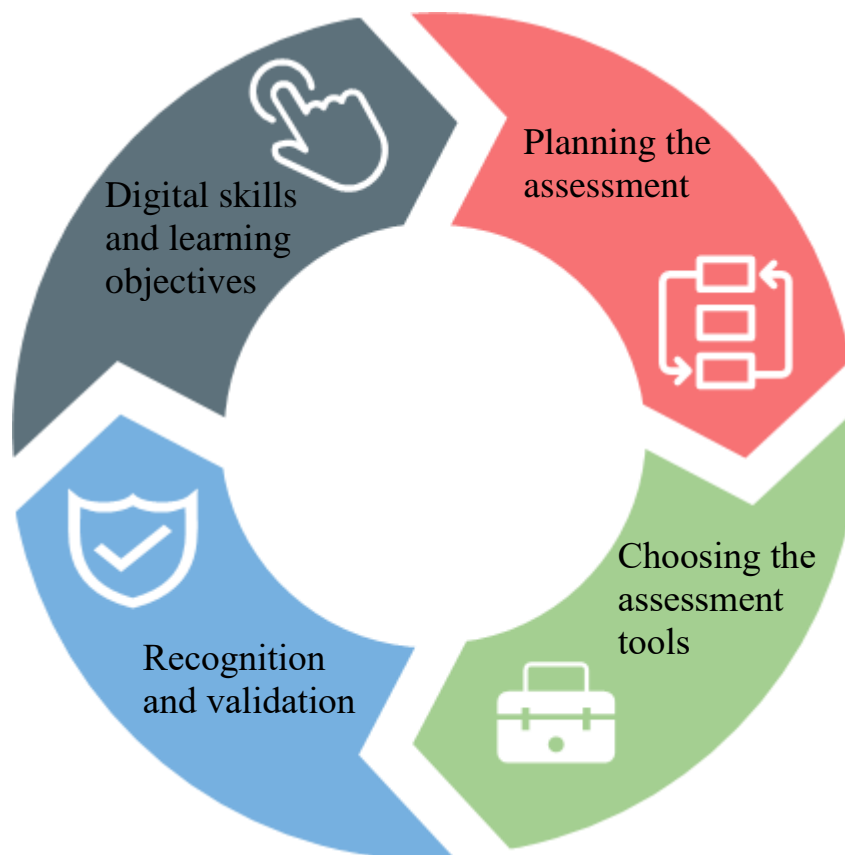 Digital skills
and learning
objectives
Planning the
assessment
Choosing the
assessment
tools
Recognition
and validation